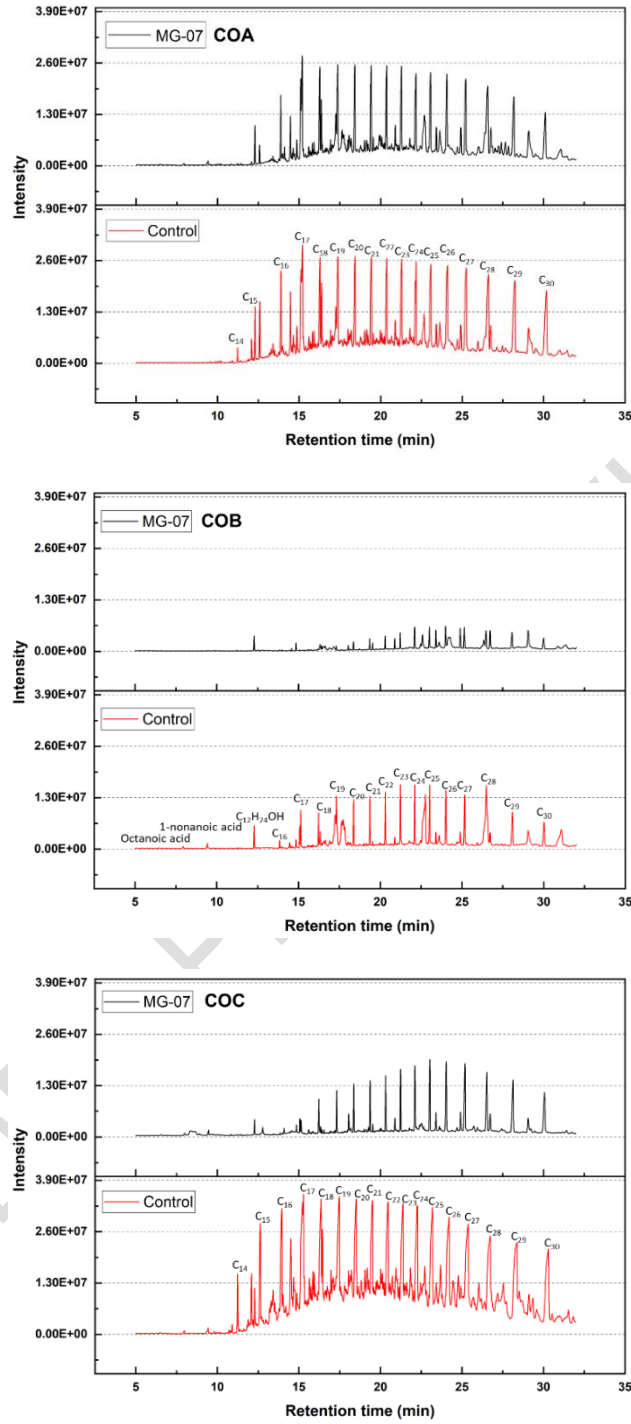 3.90E+07
MG-07 COA
2.60E+07
1.30E+07
0.00E+00
3.90E+07
Control
2.60E+07
1.30E+07
0.00E+00
Intensity
C14 C15 C16 C17 C18 C19 C20 C21 C22 C23 C24 C25 C26 C27 C28 C29 C30
5 10 15 20 25 30 35
Retention time (min)
3.90E+07
MG-07 COB
2.60E+07
1.30E+07
0.00E+00
3.90E+07
Control
2.60E+07
1.30E+07
0.00E+00
Intensity
Octanoic acid
1-nonanoic acid
C12H24OH
C16 C17 C18 C19 C20 C21 C22 C23 C24 C25 C26 C27 C28 C29 C30
5 10 15 20 25 30 35
Retention time (min)
3.90E+07
MG-07 COC
2.60E+07
1.30E+07
0.00E+00
3.90E+07
Control
2.60E+07
1.30E+07
0.00E+00
Intensity
C14 C15 C16 C17 C18 C19 C20 C21 C22 C23 C24 C25 C26 C27 C28 C29 C30
5 10 15 20 25 30 35
Retention time (min)